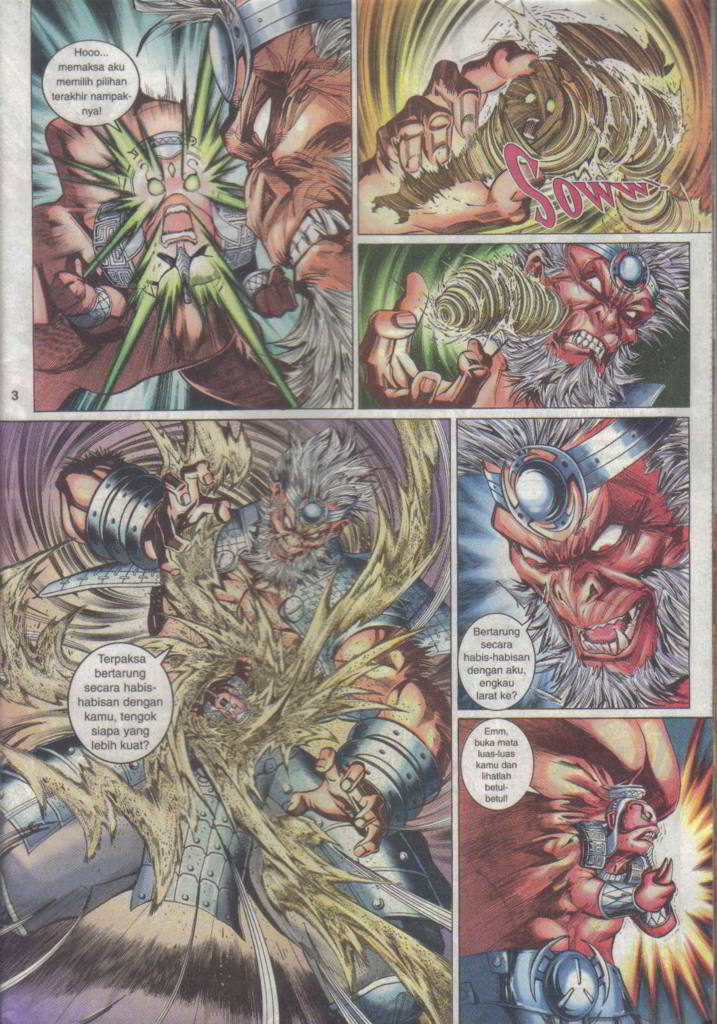 Hooo...
memaksa aku
memilih pilihan
terakhir nampak-
nya!
Soww..
3
Terpaksa
bertarung
secara habis-
habisan dengan
kamu, tengok
siapa yang
lebih kuat?
Bertarung
secara
habis-habisan
dengan aku,
engkau
larat ke?
Emm,
buka mata
luas-luas
kamu dan
lihatlah
betul-
betul!